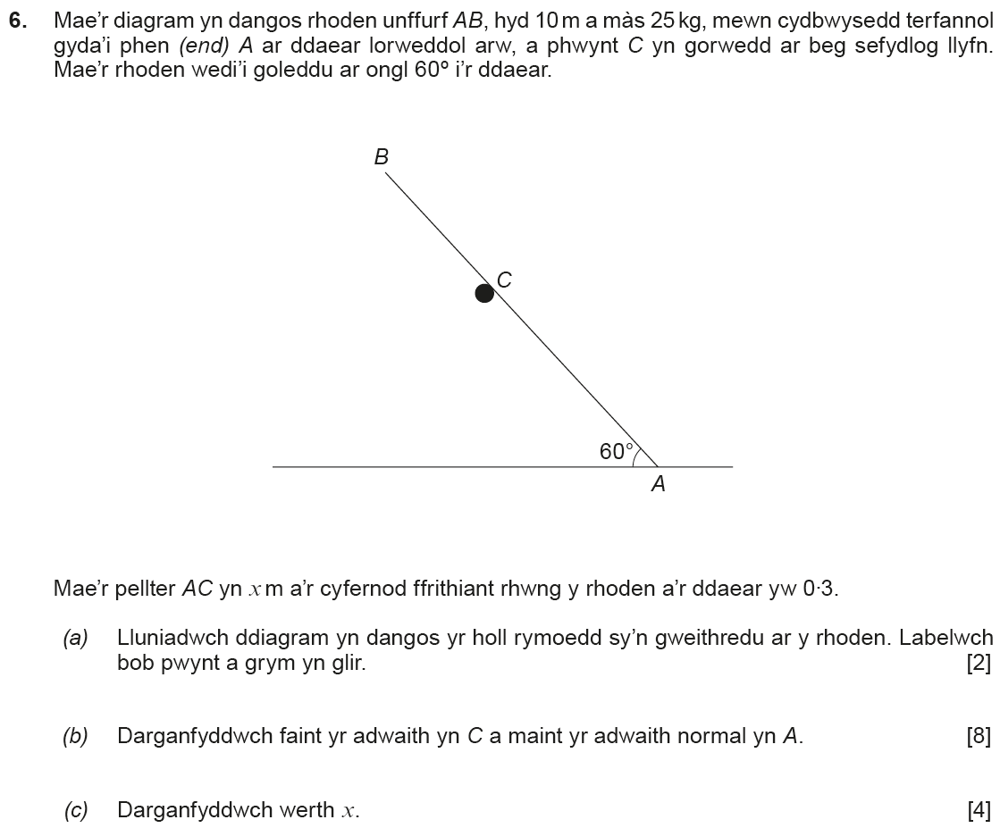 6. Mae'r diagram yn dangos rhoden unffurf AB, hyd 10 m a màs 25 kg, mewn cydbwysedd terfannol
gyda'i phen (end) A ar ddaear lorweddol arw, a phwynt C yn gorwedd ar beg sefydlog llyfn.
Mae'r rhoden wedi'i goleddu ar ongl 60° i'r ddaear.
B
C
60°
A
Mae'r pellter AC yn x m a'r cyfernod ffrithiant rhwng y rhoden a'r ddaear yw 0·3.
(a) Lluniadwch ddiagram yn dangos yr holl rymoedd sy'n gweithredu ar y rhoden. Labelwch
bob pwynt a grym yn glir. [2]
(b) Darganfyddwch faint yr adwaith yn C a maint yr adwaith normal yn A. [8]
(c) Darganfyddwch werth x. [4]